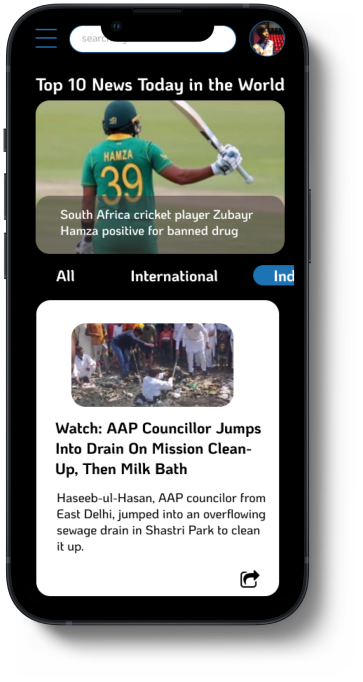 Top 10 News Today in the World
HAMZA
39
South Africa cricket player Zubayr
Hamza positive for banned drug
All
International
Ind
Watch: AAP Councillor Jumps
Into Drain On Mission Clean-
Up, Then Milk Bath
Haseeb-ul-Hasan, AAP councilor from
East Delhi, jumped into an overflowing
sewage drain in Shastri Park to clean
it up.